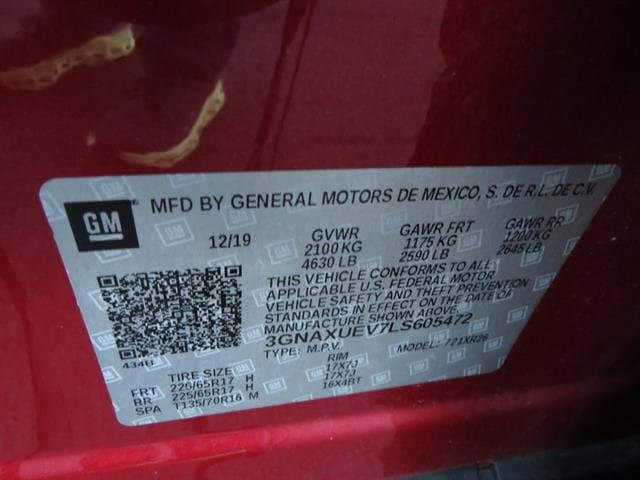 GM
MFD BY GENERAL MOTORS DE MEXICO, S. DE R.L. DE C.V.
12/19 GVWR GAWR FRT GAWR RR
2100 KG 1175 KG 1200 KG
4630 LB 2590 LB 2645 LB
THIS VEHICLE CONFORMS TO ALL
APPLICABLE U.S. FEDERAL MOTOR
VEHICLE SAFETY AND THEFT PREVENTION
STANDARDS IN EFFECT ON THE DATE OF
MANUFACTURE SHOWN ABOVE.
3GNAXUEV7LS605472
TYPE: M.P.V. MODEL: 721XR26
434B
TIRE SIZE RIM
FRT 225/65R17 H 17X7J
RR 225/65R17 H 17X7J
SPA T135/70R16 M 16X4BT